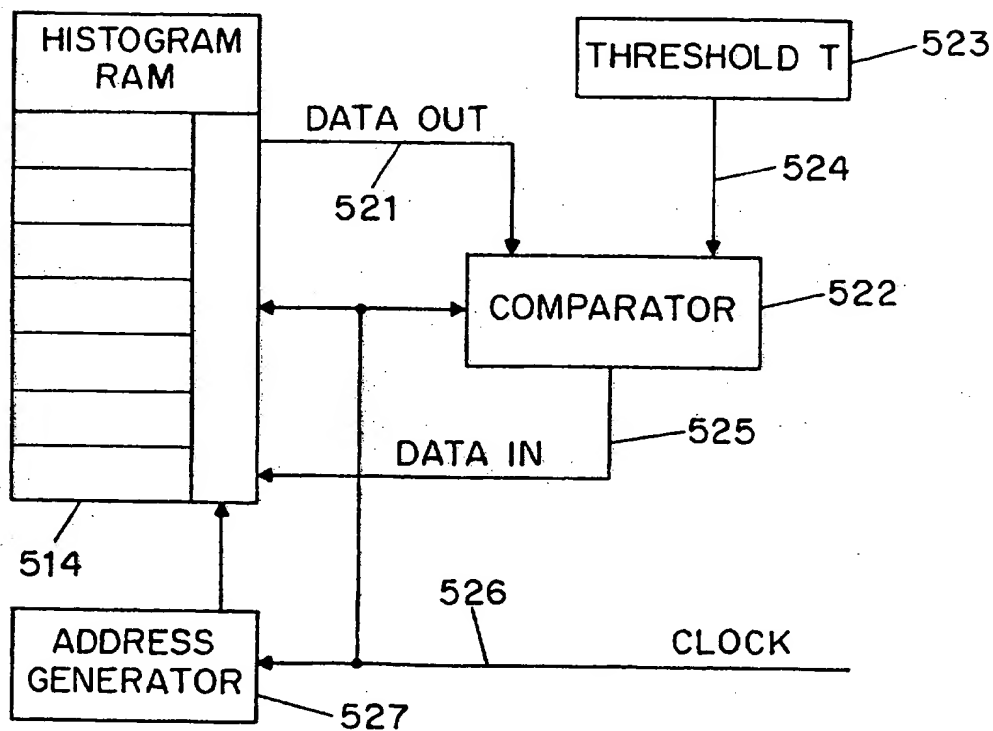 HISTOGRAM
RAM
THRESHOLD T
523
DATA OUT
521
524
COMPARATOR
522
DATA IN
525
514
526
CLOCK
ADDRESS
GENERATOR
527